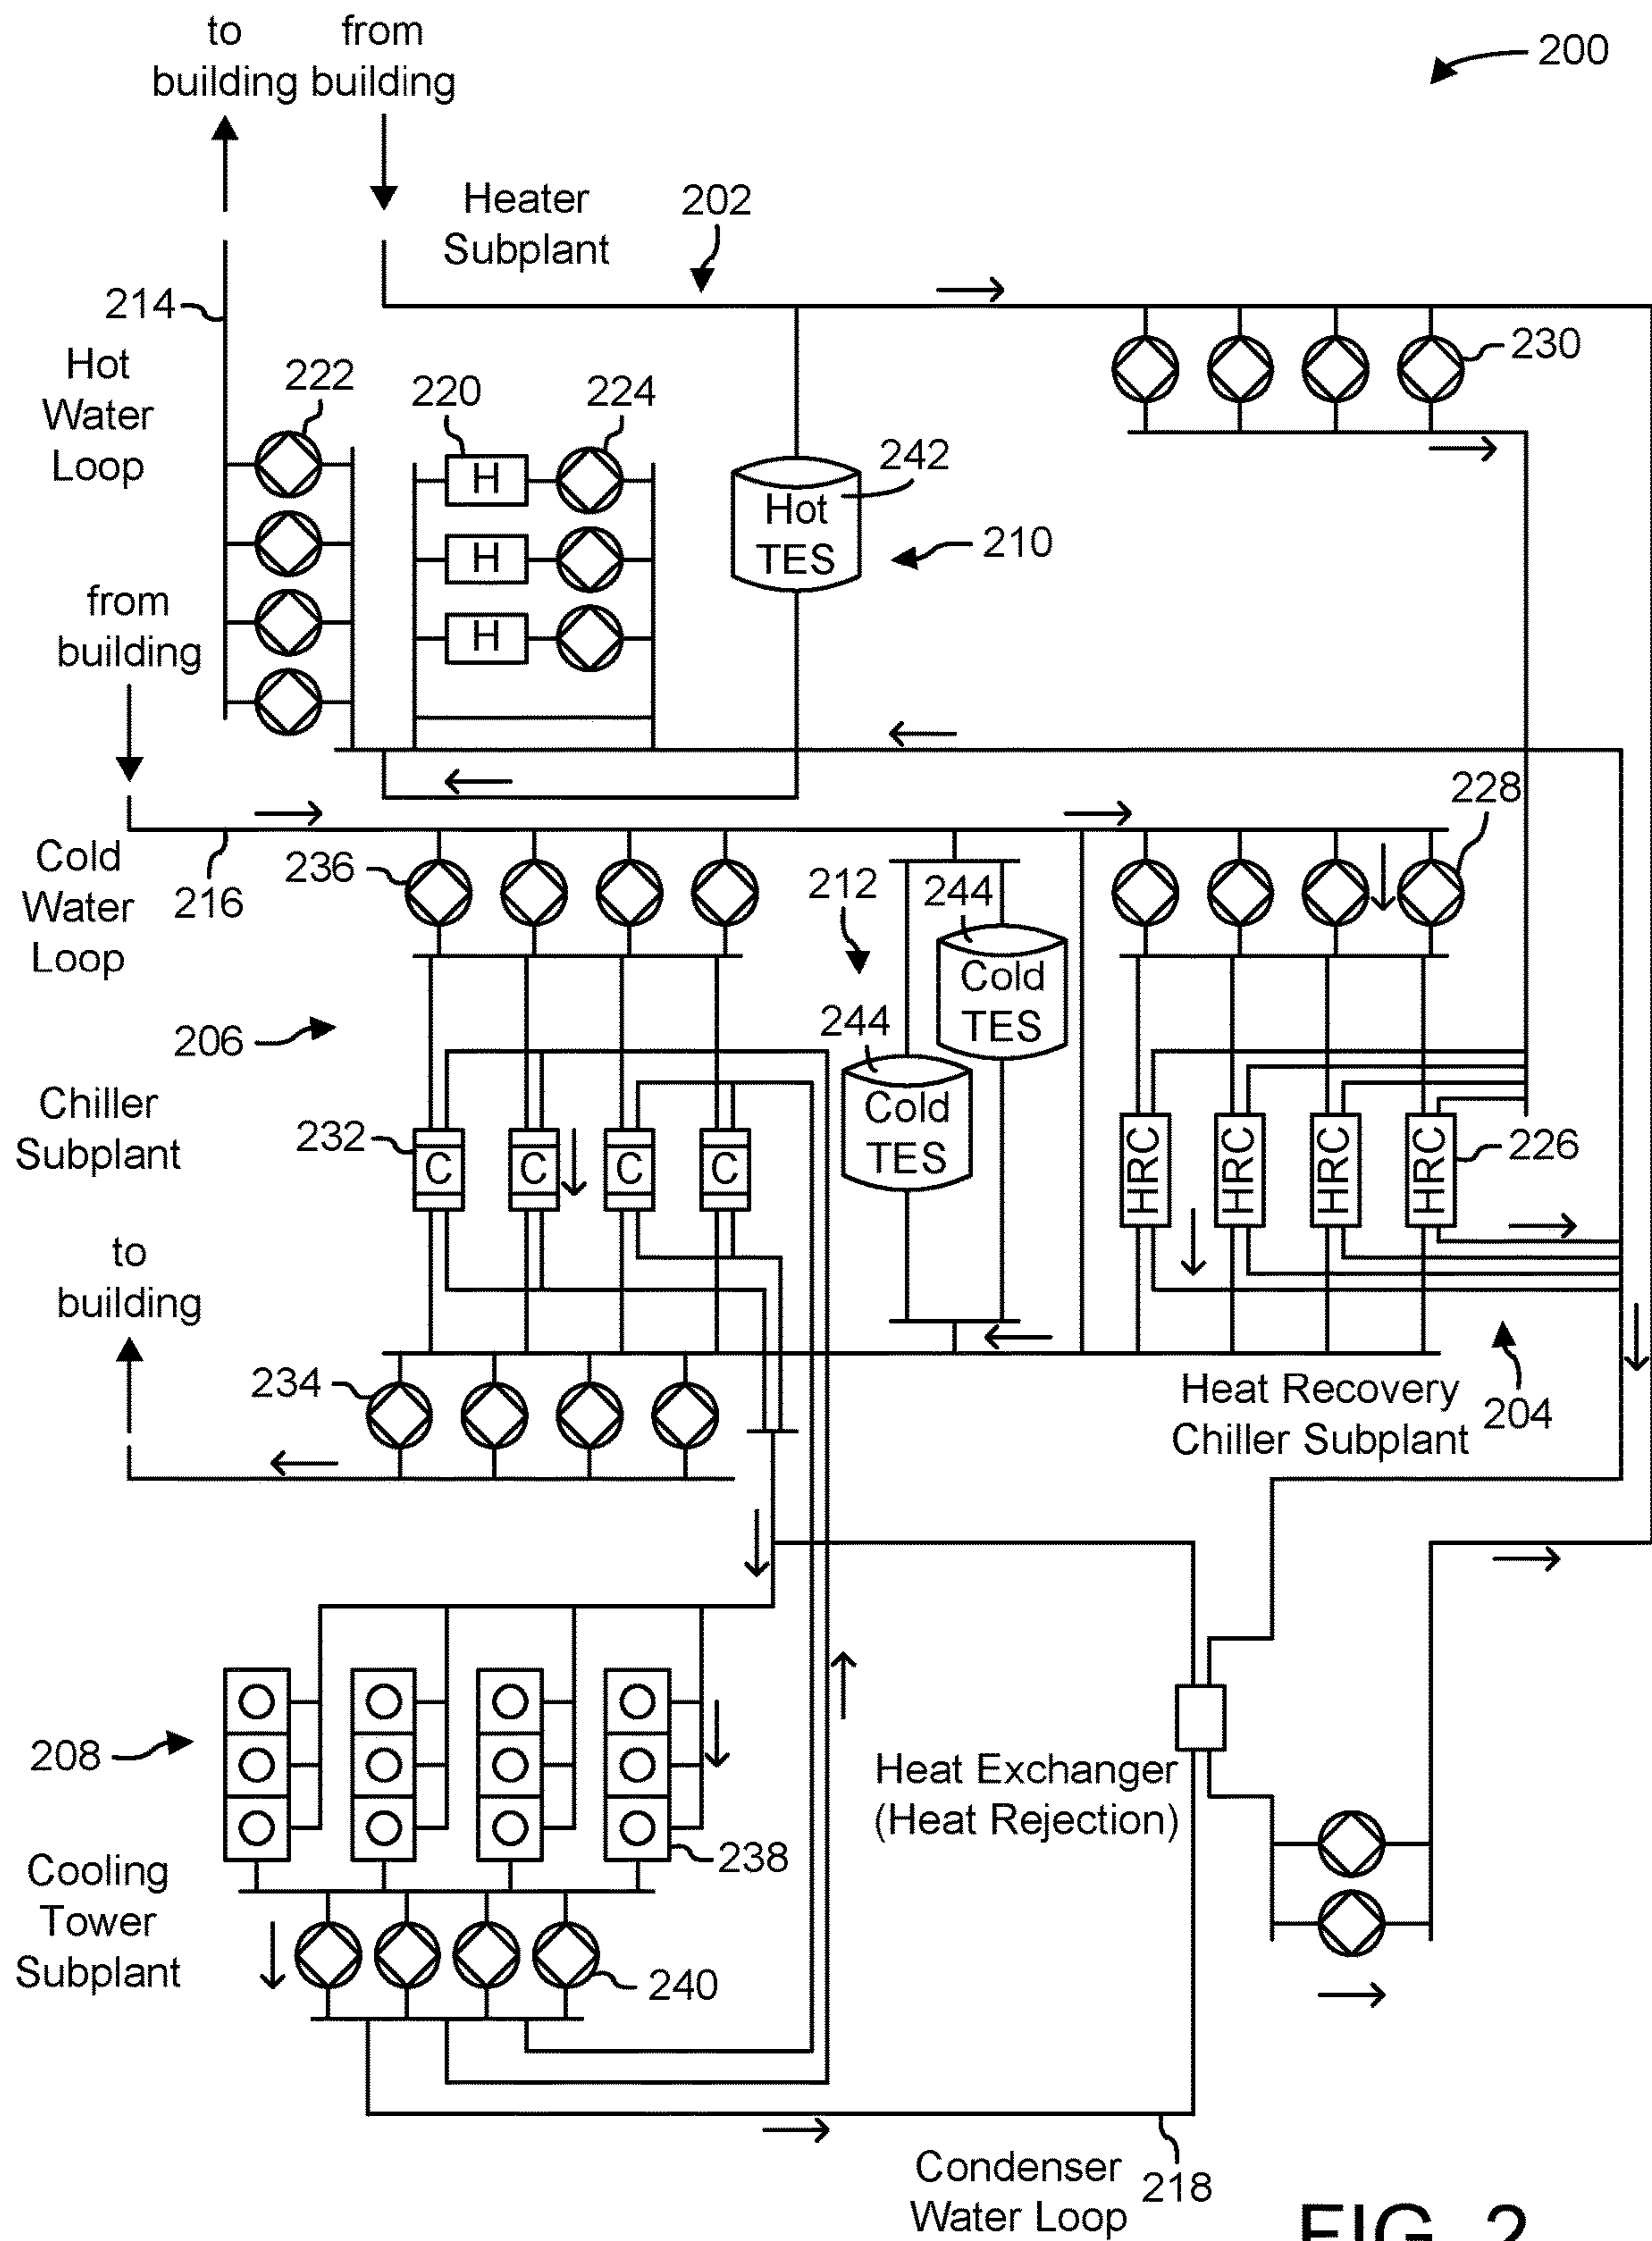 to from
building building
200
Heater
Subplant
202
214
Hot
Water
Loop
222
220
224
230
242
Hot
TES
210
H
H
H
from
building
228
Cold
Water
Loop
216
236
212
244
Cold
TES
244
Cold
TES
206
Chiller
Subplant
232
C
C
C
C
HRC
HRC
HRC
HRC
226
to
building
234
Heat Recovery
Chiller Subplant
204
208
Heat Exchanger
(Heat Rejection)
238
Cooling
Tower
Subplant
240
Condenser
Water Loop
218
FIG. 2